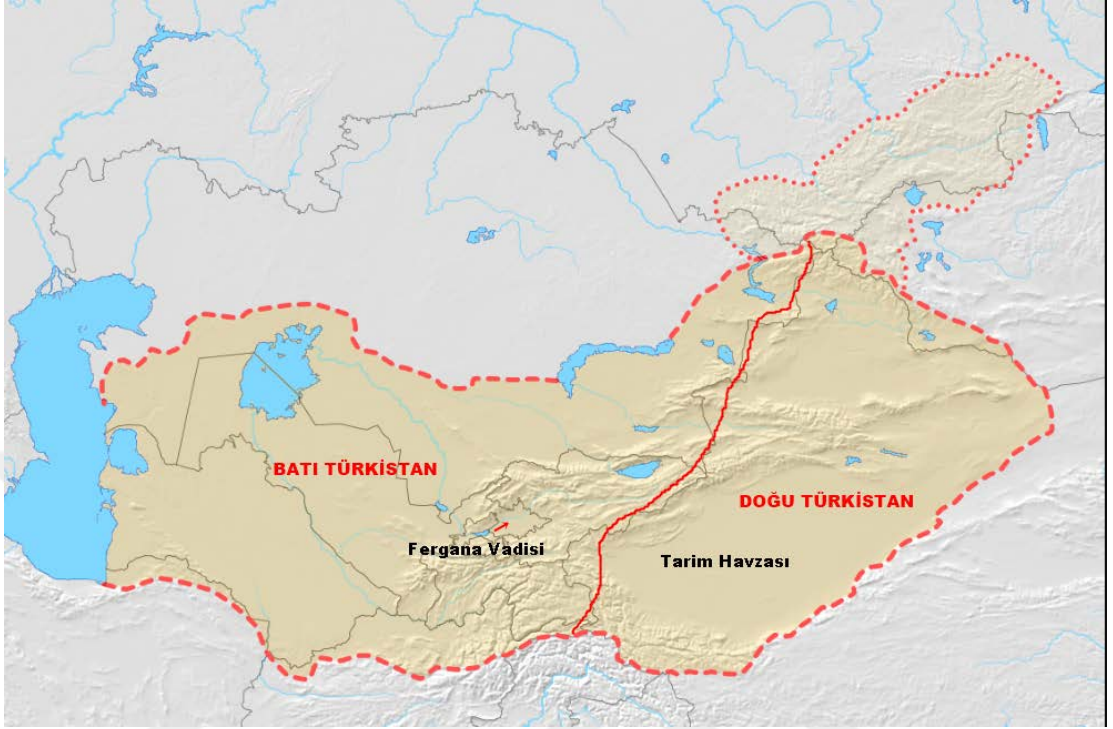 BATI TÜRKİSTAN
DOĞU TÜRKİSTAN
Fergana Vadisi
Tarim Havzası